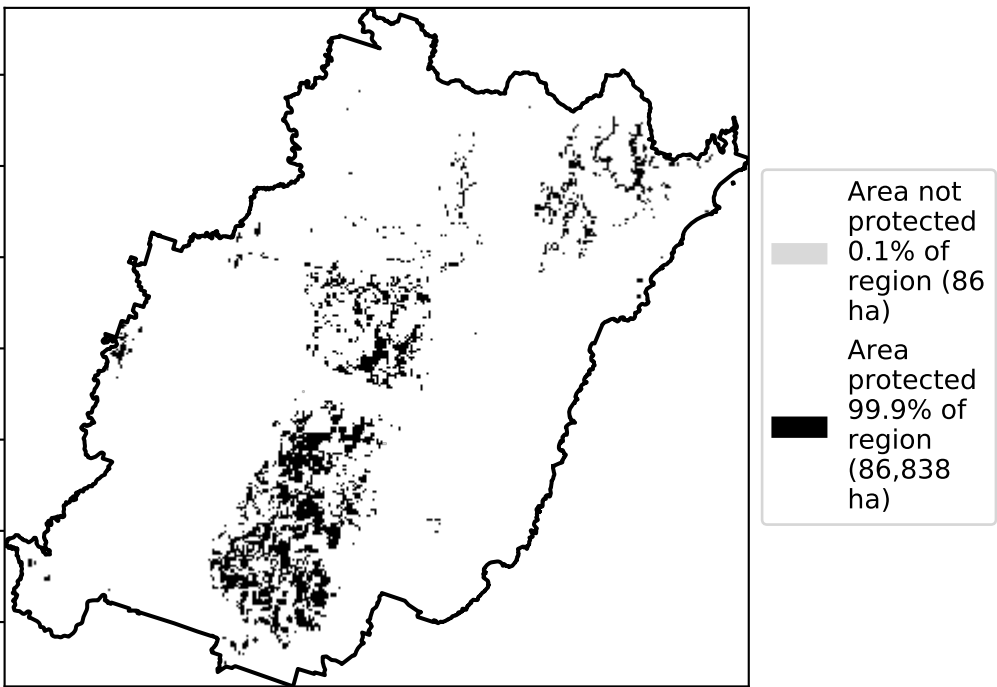 Area not
protected
0.1% of
region (86
ha)
Area
protected
99.9% of
region
(86,838
ha)